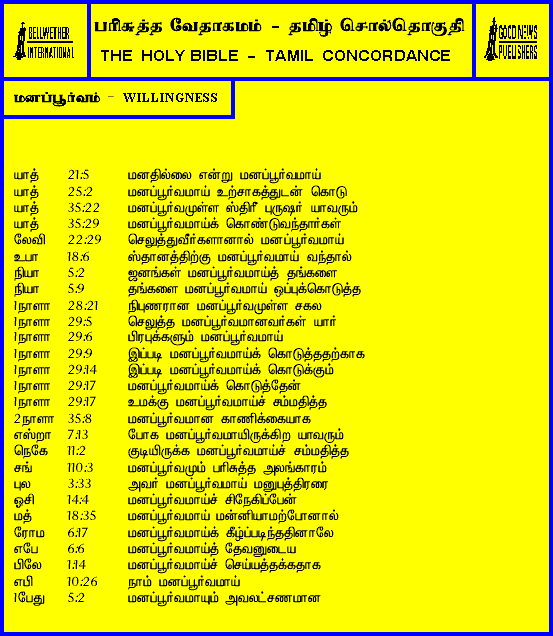 BELLWETHER
INTERNATIONAL
பரிசுத்த வேதாகமம் - தமிழ் சொல்தொகுதி
THE HOLY BIBLE - TAMIL CONCORDANCE
GOOD NEWS
PUBLISHERS
மனப்பூர்வம் - WILLINGNESS
யாத் 21:5 மனதில்லை என்று மனப்பூர்வமாய்
யாத் 25:2 மனப்பூர்வமாய் உற்சாகத்துடன் கொடு
யாத் 35:22 மனப்பூர்வமுள்ள ஸ்திரீ புருஷர் யாவரும்
யாத் 35:29 மனப்பூர்வமாய்க் கொண்டுவந்தார்கள்
லேவி 22:29 செலுத்துவீர்களானால் மனப்பூர்வமாய்
உபா 18:6 ஸ்தானத்திற்கு மனப்பூர்வமாய் வந்தால்
நியா 5:2 ஜனங்கள் மனப்பூர்வமாய்த் தங்களை
நியா 5:9 தங்களை மனப்பூர்வமாய் ஒப்புக்கொடுத்த
1நாளா 28:21 நிபுணரான மனப்பூர்வமுள்ள சகல
1நாளா 29:5 செலுத்த மனப்பூர்வமானவர்கள் யார்
1நாளா 29:6 பிரபுக்களும் மனப்பூர்வமாய்
1நாளா 29:9 இப்படி மனப்பூர்வமாய்க் கொடுத்ததற்காக
1நாளா 29:14 இப்படி மனப்பூர்வமாய்க் கொடுக்கும்
1நாளா 29:17 மனப்பூர்வமாய்க் கொடுத்தேன்
1நாளா 29:17 உமக்கு மனப்பூர்வமாய்ச் சம்மதித்த
2நாளா 35:8 மனப்பூர்வமான காணிக்கையாக
எஸ்றா 7:13 போக மனப்பூர்வமாயிருக்கிற யாவரும்
நெகே 11:2 குடியிருக்க மனப்பூர்வமாய்ச் சம்மதித்த
சங் 110:3 மனப்பூர்வமும் பரிசுத்த அலங்காரம்
புல 3:33 அவர் மனப்பூர்வமாய் மனுபுத்திரரை
ஓசி 14:4 மனப்பூர்வமாய்ச் சிநேகிப்பேன்
மத் 18:35 மனப்பூர்வமாய் மன்னியாமற்போனால்
ரோம 6:17 மனப்பூர்வமாய்க் கீழ்ப்படிந்ததினாலே
எபே 6:6 மனப்பூர்வமாய்த் தேவனுடைய
பிலே 1:14 மனப்பூர்வமாய்ச் செய்யத்தக்கதாக
எபி 10:26 நாம் மனப்பூர்வமாய்
1பேது 5:2 மனப்பூர்வமாயும் அவலட்சணமான